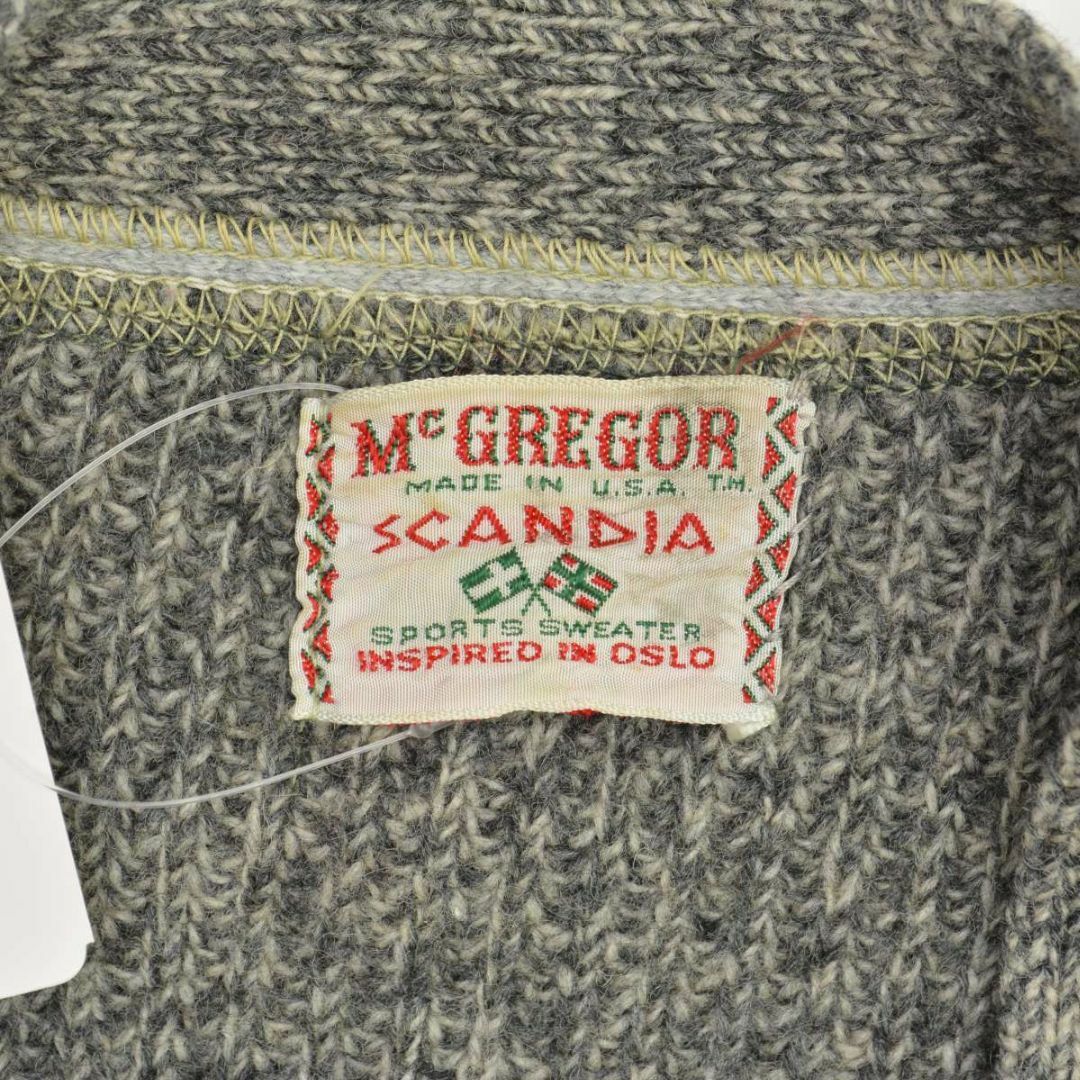 McGREGOR
MADE IN U.S.A. T.M.
SCANDIA
SPORTS SWEATER
INSPIRED IN OSLO